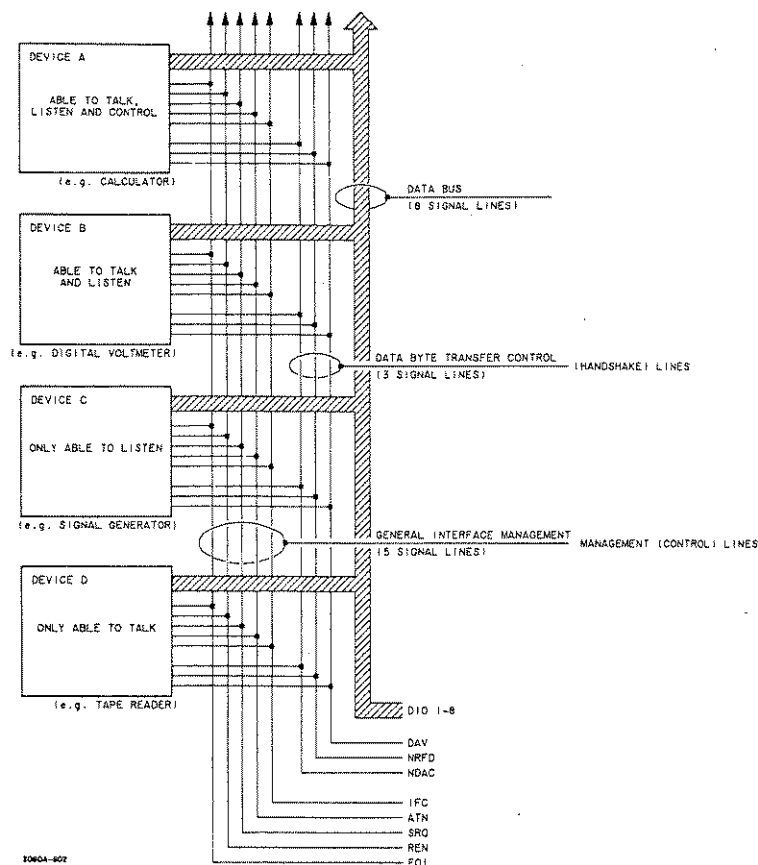 DEVICE A
ABLE TO TALK,
LISTEN AND CONTROL
(e.g. CALCULATOR)
DATA BUS
(8 SIGNAL LINES)
DEVICE B
ABLE TO TALK
AND LISTEN
(e.g. DIGITAL VOLTMETER)
DATA BYTE TRANSFER CONTROL
(3 SIGNAL LINES)
(HANDSHAKE) LINES
DEVICE C
ONLY ABLE TO LISTEN
(e.g. SIGNAL GENERATOR)
GENERAL INTERFACE MANAGEMENT
(5 SIGNAL LINES)
MANAGEMENT (CONTROL) LINES
DEVICE D
ONLY ABLE TO TALK
(e.g. TAPE READER)
DIO 1-8
DAV
NRFD
NDAC
IFC
ATN
SRQ
REN
EOI